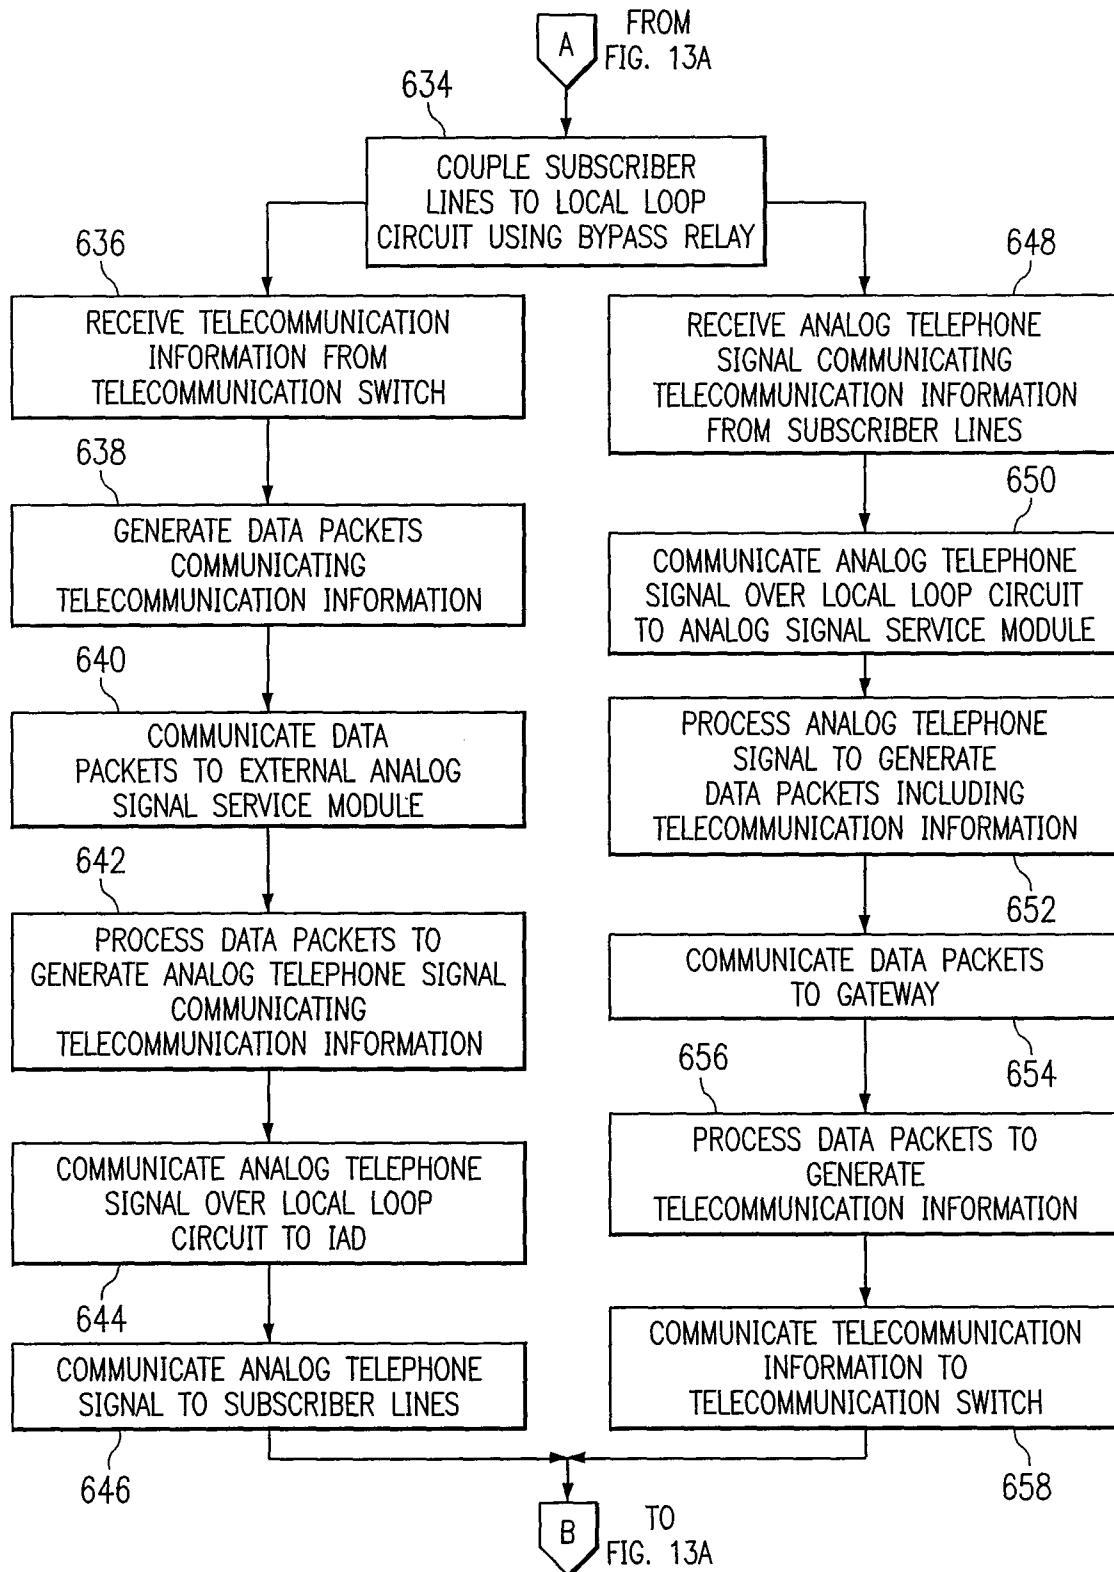 A
FROM
FIG. 13A
634
COUPLE SUBSCRIBER
LINES TO LOCAL LOOP
CIRCUIT USING BYPASS RELAY
636
RECEIVE TELECOMMUNICATION
INFORMATION FROM
TELECOMMUNICATION SWITCH
638
GENERATE DATA PACKETS
COMMUNICATING
TELECOMMUNICATION INFORMATION
640
COMMUNICATE DATA
PACKETS TO EXTERNAL ANALOG
SIGNAL SERVICE MODULE
642
PROCESS DATA PACKETS TO
GENERATE ANALOG TELEPHONE SIGNAL
COMMUNICATING
TELECOMMUNICATION INFORMATION
COMMUNICATE ANALOG TELEPHONE
SIGNAL OVER LOCAL LOOP
CIRCUIT TO IAD
644
COMMUNICATE ANALOG TELEPHONE
SIGNAL TO SUBSCRIBER LINES
646
648
RECEIVE ANALOG TELEPHONE
SIGNAL COMMUNICATING
TELECOMMUNICATION INFORMATION
FROM SUBSCRIBER LINES
650
COMMUNICATE ANALOG TELEPHONE
SIGNAL OVER LOCAL LOOP CIRCUIT
TO ANALOG SIGNAL SERVICE MODULE
PROCESS ANALOG TELEPHONE
SIGNAL TO GENERATE
DATA PACKETS INCLUDING
TELECOMMUNICATION INFORMATION
652
COMMUNICATE DATA PACKETS
TO GATEWAY
654
656
PROCESS DATA PACKETS TO
GENERATE
TELECOMMUNICATION INFORMATION
COMMUNICATE TELECOMMUNICATION
INFORMATION TO
TELECOMMUNICATION SWITCH
658
B
TO
FIG. 13A